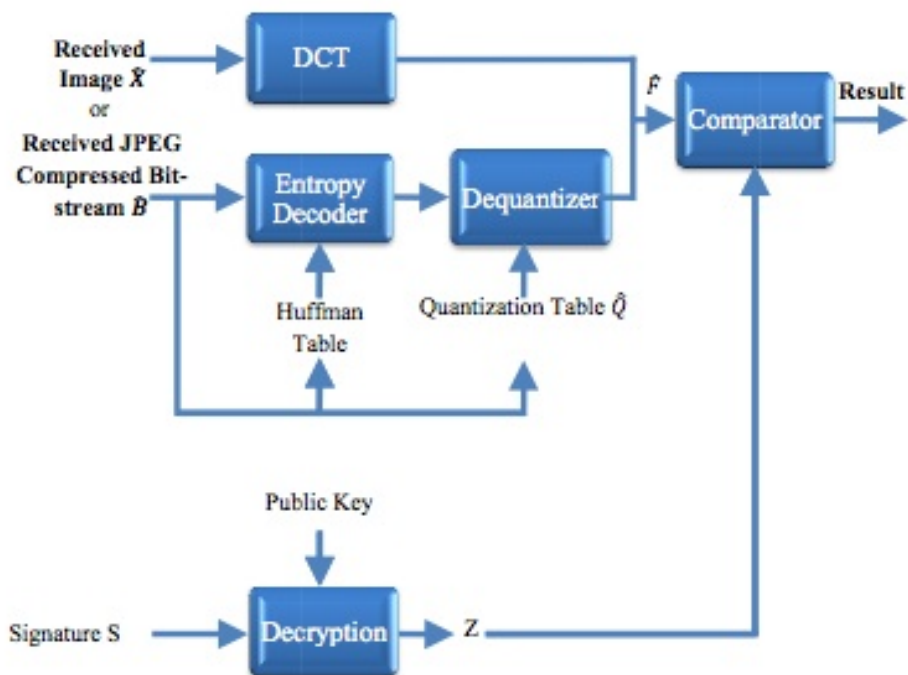 Received
Image X̂
or
Received JPEG
Compressed Bit-
stream B̂
DCT
Entropy
Decoder
Dequantizer
F̂
Comparator
Result
Huffman
Table
Quantization Table Q̂
Public Key
Signature S
Decryption
Z